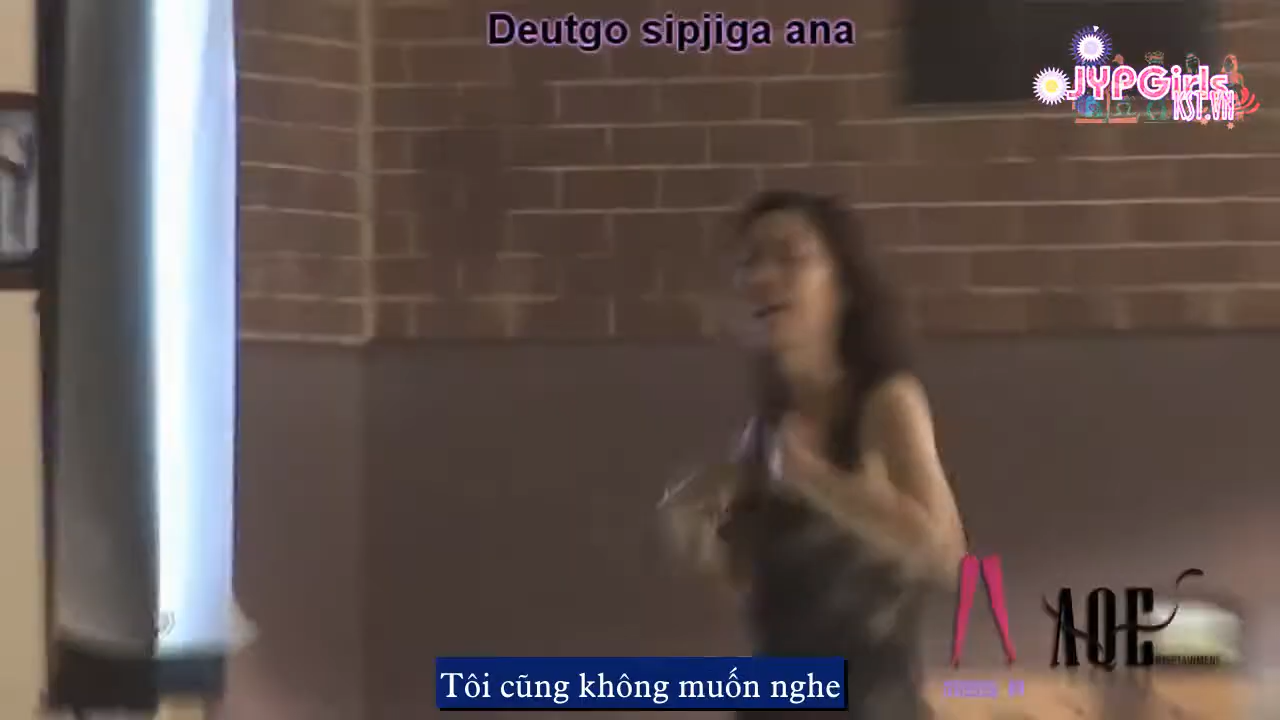 Deutgo sipjiga ana
JYPGirls
KST.VN
AQE
Tôi cũng không muốn nghe